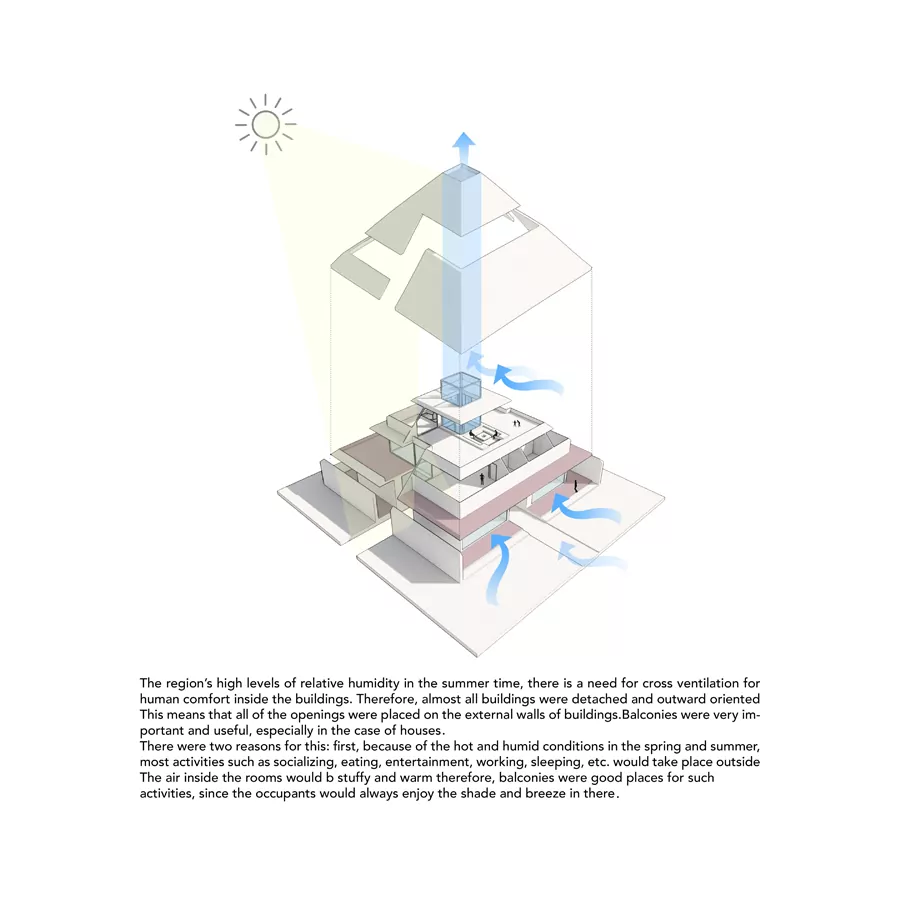 The region's high levels of relative humidity in the summer time, there is a need for cross ventilation for
human comfort inside the buildings. Therefore, almost all buildings were detached and outward oriented
This means that all of the openings were placed on the external walls of buildings.Balconies were very im-
portant and useful, especially in the case of houses.
There were two reasons for this: first, because of the hot and humid conditions in the spring and summer,
most activities such as socializing, eating, entertainment, working, sleeping, etc. would take place outside
The air inside the rooms would b stuffy and warm therefore, balconies were good places for such
activities, since the occupants would always enjoy the shade and breeze in there.